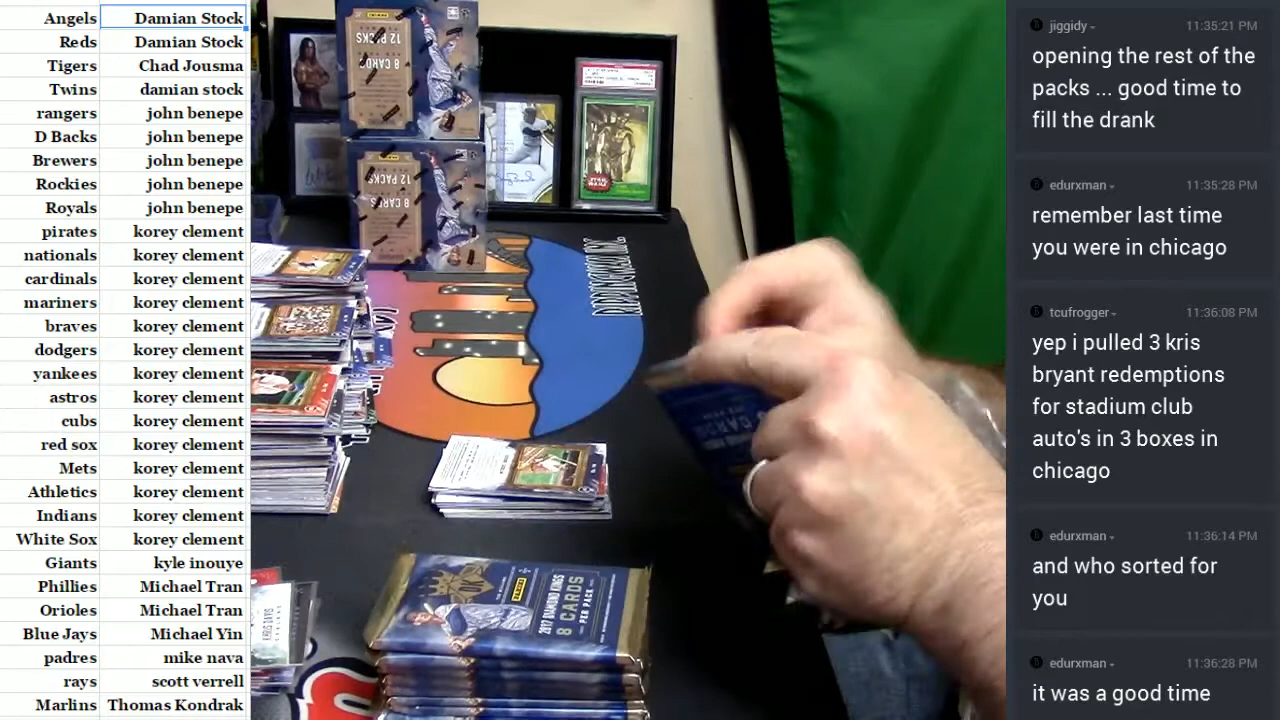 Angels Damian Stock
Reds Damian Stock
Tigers Chad Jousma
Twins damian stock
rangers john benepe
D Backs john benepe
Brewers john benepe
Rockies john benepe
Royals john benepe
pirates korey clement
nationals korey clement
cardinals korey clement
mariners korey clement
braves korey clement
dodgers korey clement
yankees korey clement
astros korey clement
cubs korey clement
red sox korey clement
Mets korey clement
Athletics korey clement
Indians korey clement
White Sox korey clement
Giants kyle inouye
Phillies Michael Tran
Orioles Michael Tran
Blue Jays Michael Yin
padres mike nava
rays scott verrell
Marlins Thomas Kondrak
12 PACKS
8 CARDS
12 PACKS
8 CARDS
STAR
WARS
DK
PANINI
2017 DIAMOND KINGS
8 CARDS
PER PACK
CARDS
jiggidy 11:35:21 PM
opening the rest of the
packs ... good time to
fill the drank
edurxman 11:35:28 PM
remember last time
you were in chicago
tcufrogger 11:36:08 PM
yep i pulled 3 kris
bryant redemptions
for stadium club
auto's in 3 boxes in
chicago
edurxman 11:36:14 PM
and who sorted for
you
edurxman 11:36:28 PM
it was a good time